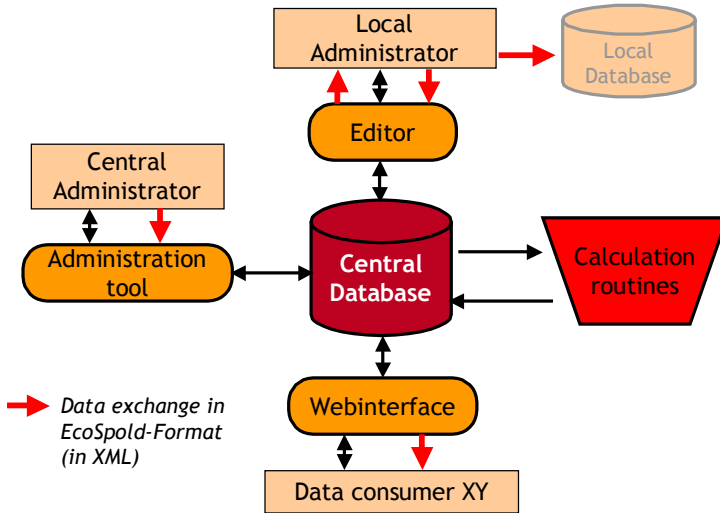 Local
Administrator
Local
Database
Editor
Central
Administrator
Administration
tool
Central
Database
Calculation
routines
Webinterface
Data exchange in
EcoSpold-Format
(in XML)
Data consumer XY